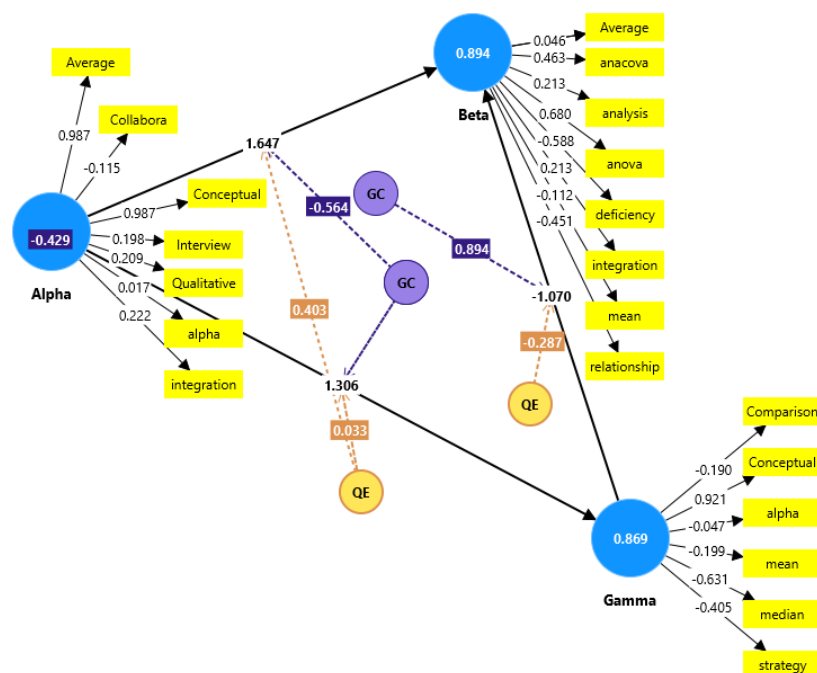 Average
0.987
Collabora
-0.115
Conceptual
0.987
Interview
0.198
Qualitative
0.209
alpha
0.017
integration
0.222
-0.429
Alpha
0.894
Beta
Average
0.046
anacova
0.463
analysis
0.213
anova
0.680
deficiency
-0.588
integration
0.213
mean
-0.112
relationship
-0.451
1.647
GC
-0.564
GC
0.894
0.403
-1.070
-0.287
QE
1.306
0.033
QE
0.869
Gamma
Comparison
-0.190
Conceptual
0.921
alpha
-0.047
mean
-0.199
median
-0.631
strategy
-0.405